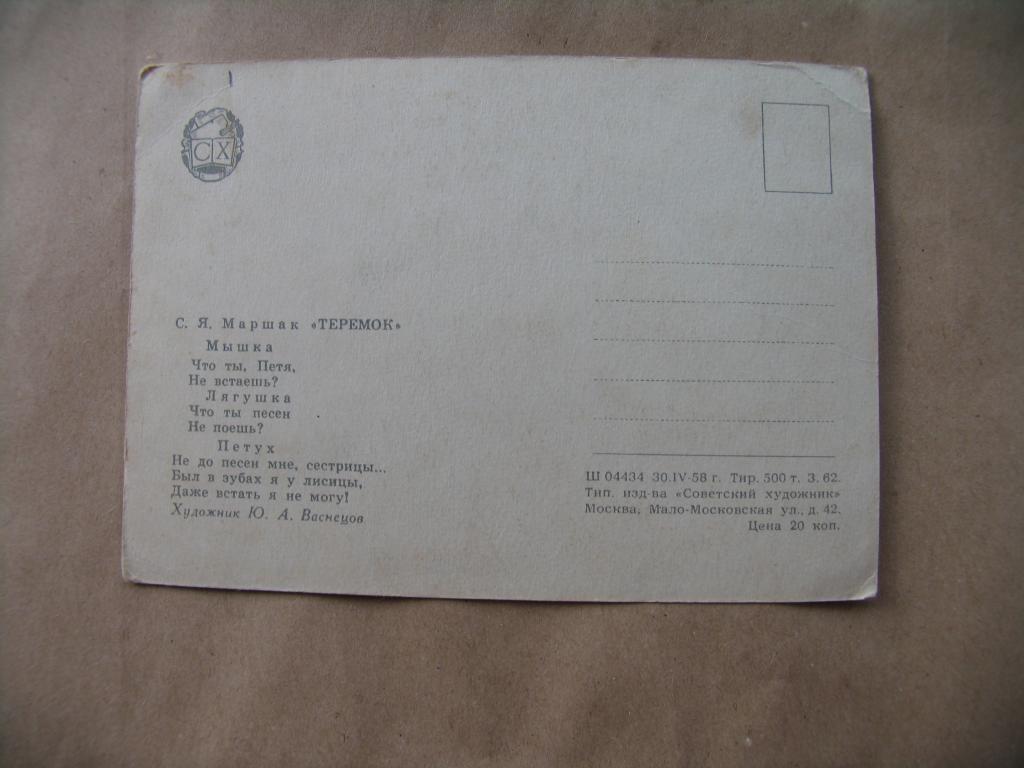 СХ
С. Я. Маршак «ТЕРЕМОК»
Мышка
Что ты, Петя,
Не встаешь?
Лягушка
Что ты песен
Не поешь?
Петух
Не до песен мне, сестрицы...
Был в зубах я у лисицы,
Даже встать я не могу!
Художник Ю. А. Васнецов
Ш 04434 30.IV-58 г. Тир. 500 т. З. 62.
Тип. изд-ва «Советский художник»
Москва, Мало-Московская ул., д. 42.
Цена 20 коп.